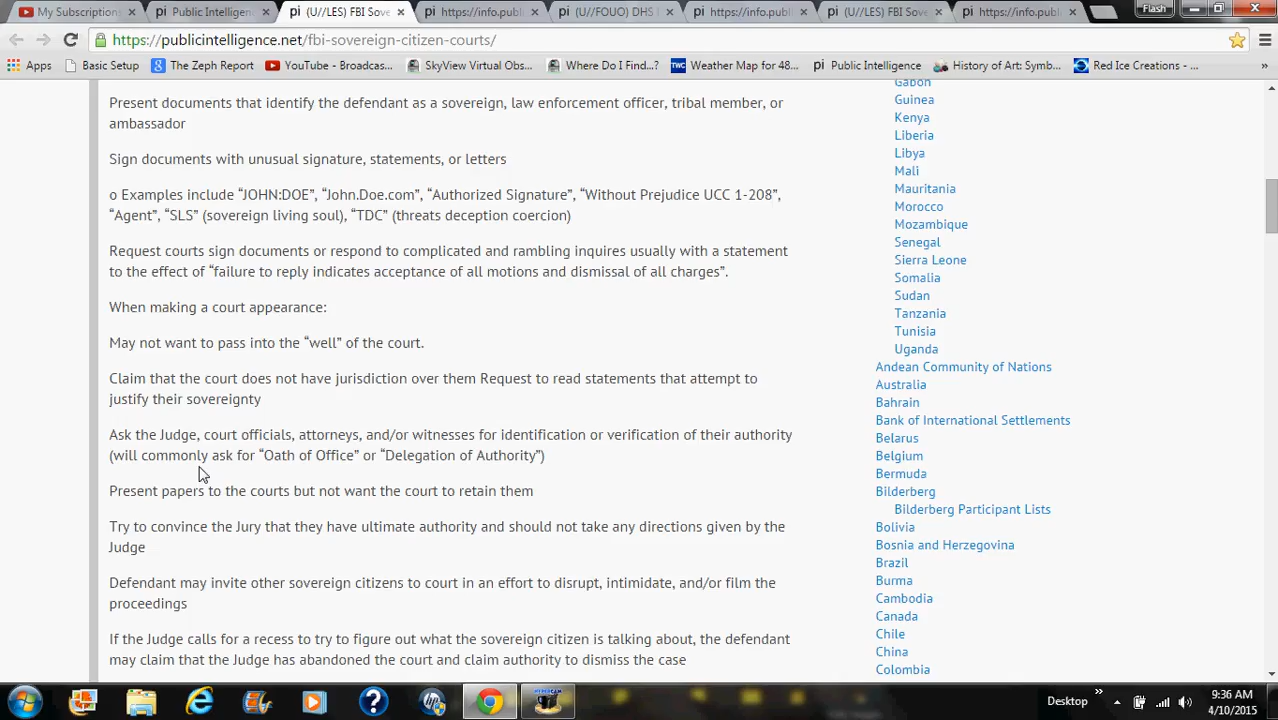 My Subscription
Public Intelligen
(U//LES) FBI Sove
https://info.publ
(U//FOUO) DHS
https://info.publ
(U//LES) FBI Sove
https://info.publ
Flash
https://publicintelligence.net/fbi-sovereign-citizen-courts/
Apps
Basic Setup
The Zeph Report
YouTube - Broadcas...
SkyView Virtual Obs...
Where Do I Find...?
Weather Map for 48...
Public Intelligence
History of Art: Symb...
Red Ice Creations - ...
Present documents that identify the defendant as a sovereign, law enforcement officer, tribal member, or
ambassador
Sign documents with unusual signature, statements, or letters
o Examples include “JOHN:DOE”, “John.Doe.com”, “Authorized Signature”, “Without Prejudice UCC 1-208”,
“Agent”, “SLS” (sovereign living soul), “TDC” (threats deception coercion)
Request courts sign documents or respond to complicated and rambling inquires usually with a statement
to the effect of “failure to reply indicates acceptance of all motions and dismissal of all charges”.
When making a court appearance:
May not want to pass into the “well” of the court.
Claim that the court does not have jurisdiction over them Request to read statements that attempt to
justify their sovereignty
Ask the Judge, court officials, attorneys, and/or witnesses for identification or verification of their authority
(will commonly ask for “Oath of Office” or “Delegation of Authority”)
Present papers to the courts but not want the court to retain them
Try to convince the Jury that they have ultimate authority and should not take any directions given by the
Judge
Defendant may invite other sovereign citizens to court in an effort to disrupt, intimidate, and/or film the
proceedings
If the Judge calls for a recess to try to figure out what the sovereign citizen is talking about, the defendant
may claim that the Judge has abandoned the court and claim authority to dismiss the case
Gabon
Guinea
Kenya
Liberia
Libya
Mali
Mauritania
Morocco
Mozambique
Senegal
Sierra Leone
Somalia
Sudan
Tanzania
Tunisia
Uganda
Andean Community of Nations
Australia
Bahrain
Bank of International Settlements
Belarus
Belgium
Bermuda
Bilderberg
Bilderberg Participant Lists
Bolivia
Bosnia and Herzegovina
Brazil
Burma
Cambodia
Canada
Chile
China
Colombia
Desktop
9:36 AM
4/10/2015